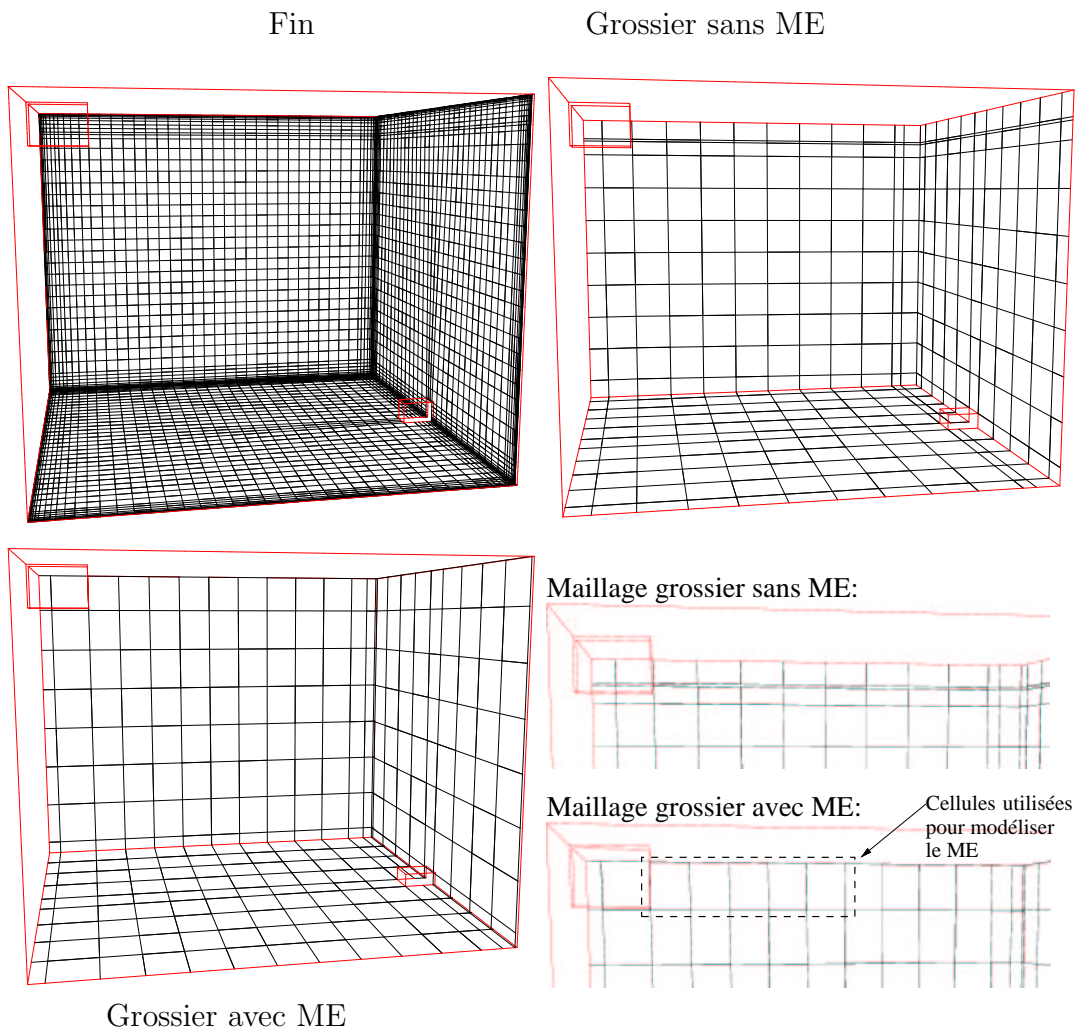 Fin
Grossier sans ME
Maillage grossier sans ME:
Maillage grossier avec ME:
Cellules utilisées
pour modéliser
le ME
Grossier avec ME